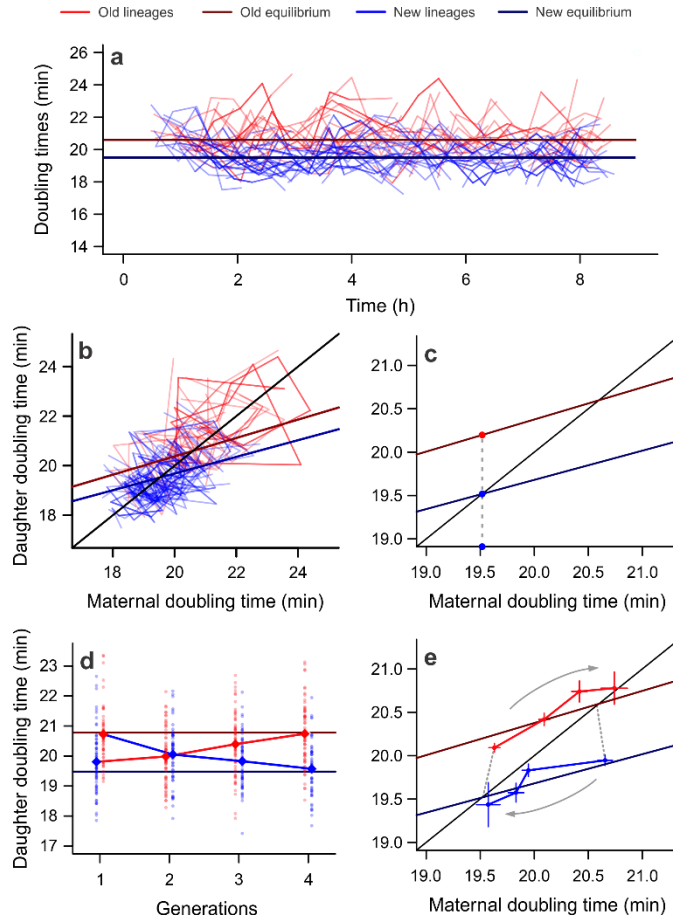 Old lineages Old equilibrium New lineages New equilibrium
a
Doubling times (min)
26
24
22
20
18
16
14
0 2 4 6 8
Time (h)
b
Daughter doubling time (min)
24
22
20
18
18 20 22 24
Maternal doubling time (min)
c
21.0
20.5
20.0
19.5
19.0
19.0 19.5 20.0 20.5 21.0
Maternal doubling time (min)
d
Daughter doubling time (min)
23
22
21
20
19
18
17
1 2 3 4
Generations
e
21.0
20.5
20.0
19.5
19.0
19.0 19.5 20.0 20.5 21.0
Maternal doubling time (min)